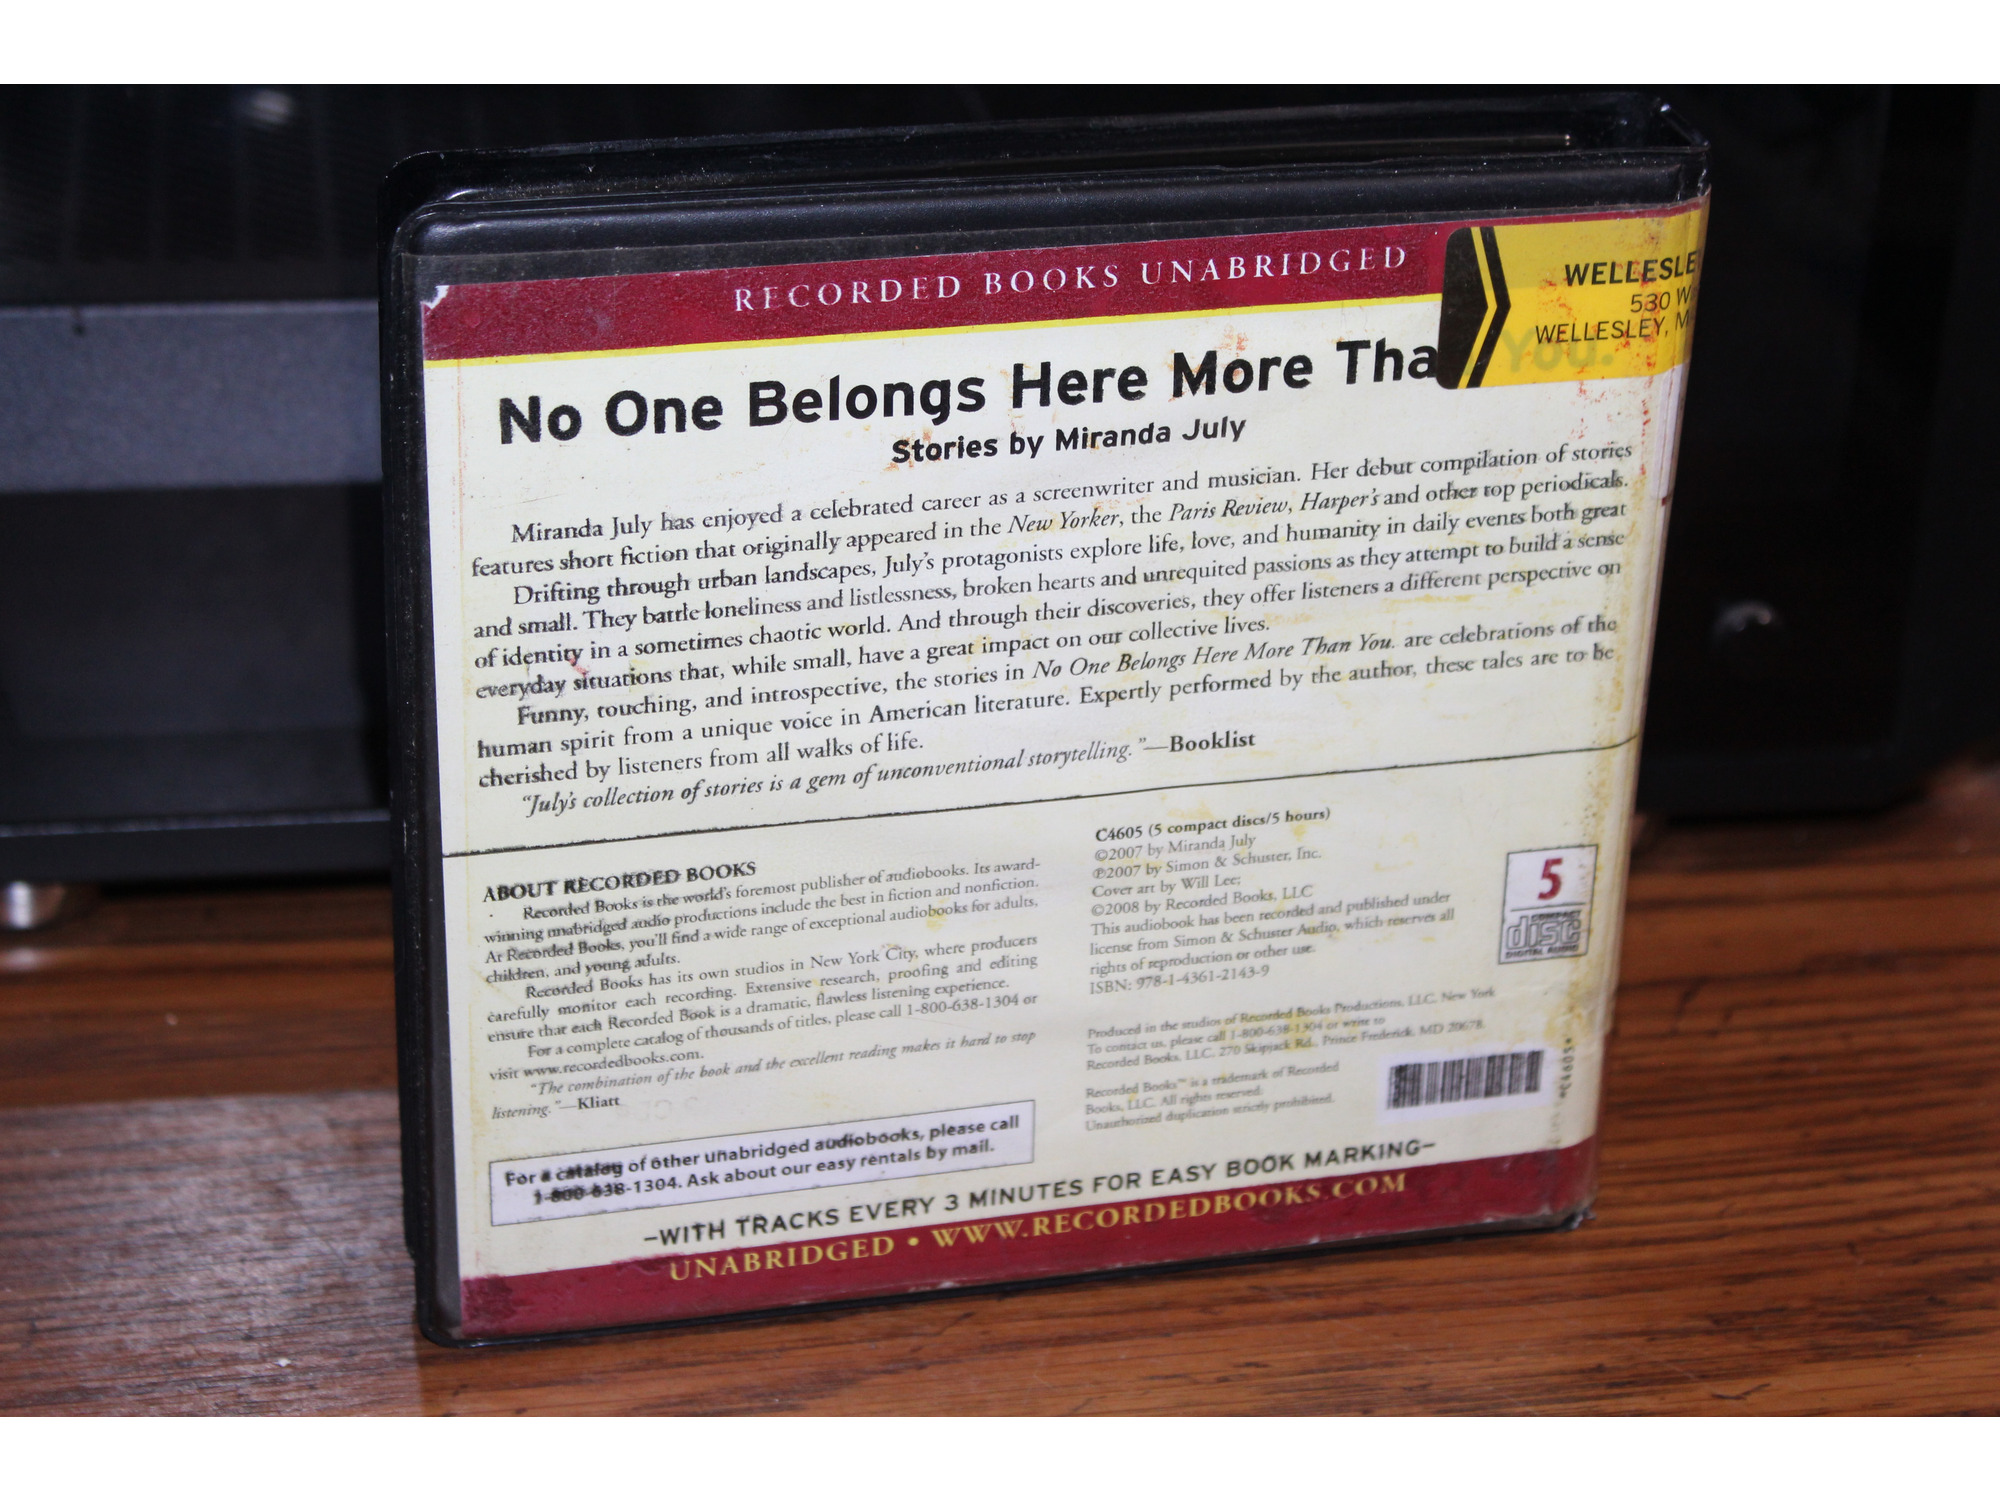 RECORDED BOOKS UNABRIDGED
WELLESLE
530 W
WELLESLEY, M
No One Belongs Here More Tha
You.
Stories by Miranda July
Miranda July has enjoyed a celebrated career as a screenwriter and musician. Her debut compilation of stories
features short fiction that originally appeared in the New Yorker, the Paris Review, Harper's and other top periodicals.
Drifting through urban landscapes, July's protagonists explore life, love, and humanity in daily events both great
and small. They battle loneliness and listlessness, broken hearts and unrequited passions as they attempt to build a sense
of identity in a sometimes chaotic world. And through their discoveries, they offer listeners a different perspective on
everyday situations that, while small, have a great impact on our collective lives.
Funny, touching, and introspective, the stories in No One Belongs Here More Than You. are celebrations of the
human spirit from a unique voice in American literature. Expertly performed by the author, these tales are to be
cherished by listeners from all walks of life.
"July's collection of stories is a gem of unconventional storytelling."—Booklist
ABOUT RECORDED BOOKS
Recorded Books is the world's foremost publisher of audiobooks. Its award-
winning unabridged audio productions include the best in fiction and nonfiction.
At Recorded Books, you'll find a wide range of exceptional audiobooks for adults,
children, and young adults.
Recorded Books has its own studios in New York City, where producers
carefully monitor each recording. Extensive research, proofing and editing
ensure that each Recorded Book is a dramatic, flawless listening experience.
For a complete catalog of thousands of titles, please call 1-800-638-1304 or
visit www.recordedbooks.com.
"The combination of the book and the excellent reading makes it hard to stop
listening."—Kliatt
For a catalog of other unabridged audiobooks, please call
1-800-638-1304. Ask about our easy rentals by mail.
C4605 (5 compact discs/5 hours)
©2007 by Miranda July
℗2007 by Simon & Schuster, Inc.
Cover art by Will Lee;
©2008 by Recorded Books, LLC
This audiobook has been recorded and published under
license from Simon & Schuster Audio, which reserves all
rights of reproduction or other use.
ISBN: 978-1-4361-2143-9
5
COMPACT
disc
DIGITAL AUDIO
Produced in the studios of Recorded Books Productions, LLC, New York
To contact us, please call 1-800-638-1304 or write to
Recorded Books, LLC, 270 Skipjack Rd., Prince Frederick, MD 20678.
Recorded Books™ is a trademark of Recorded
Books, LLC. All rights reserved.
Unauthorized duplication strictly prohibited.
*C4605*
–WITH TRACKS EVERY 3 MINUTES FOR EASY BOOK MARKING–
UNABRIDGED • WWW.RECORDEDBOOKS.COM